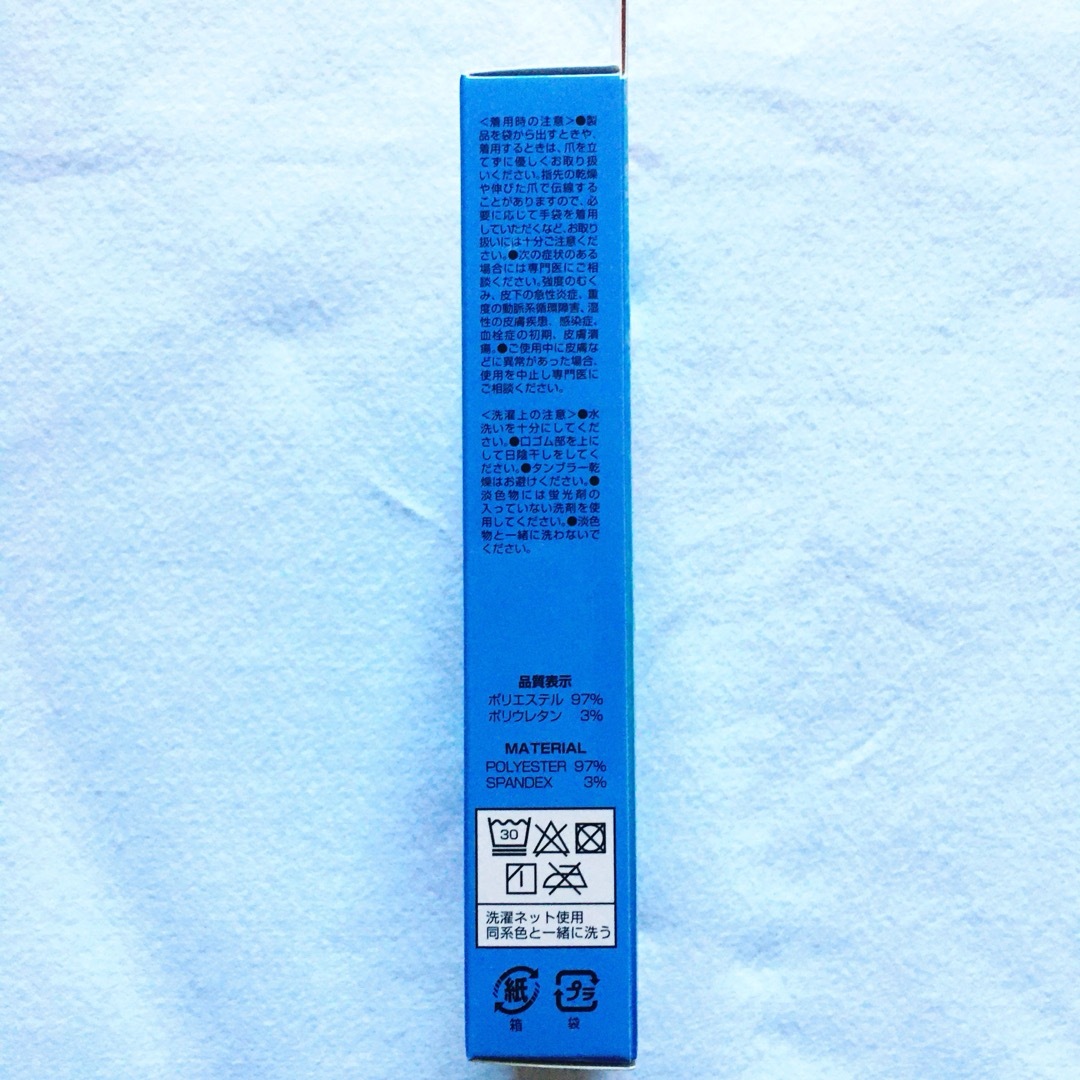 ＜着用時の注意＞●製
品を袋から出すときや、
着用するときは、爪を立
てずに優しくお取り扱
いください。指先の乾燥
や伸びた爪で伝線する
ことがありますので、必
要に応じて手袋を着用
していただくなど、お取り
扱いには十分ご注意くだ
さい。●次の症状のある
場合には専門医にご相
談ください。強度のむく
み、皮下の急性炎症、重
度の動脈系循環障害、湿
性の皮膚疾患、感染症、
血栓症の初期、皮膚潰
瘍。●ご使用中に皮膚な
どに異常があった場合、
使用を中止し専門医に
ご相談ください。
＜洗濯上の注意＞●水
洗いを十分にしてくだ
さい。●口ゴム部を上に
して日陰干しをしてく
ださい。●タンブラー乾
燥はお避けください。●
淡色物には蛍光剤の
入っていない洗剤を使
用してください。●淡色
物と一緒に洗わないで
ください。
品質表示
ポリエステル 97%
ポリウレタン 3%
MATERIAL
POLYESTER 97%
SPANDEX 3%
30
洗濯ネット使用
同系色と一緒に洗う
紙 プラ
箱 袋